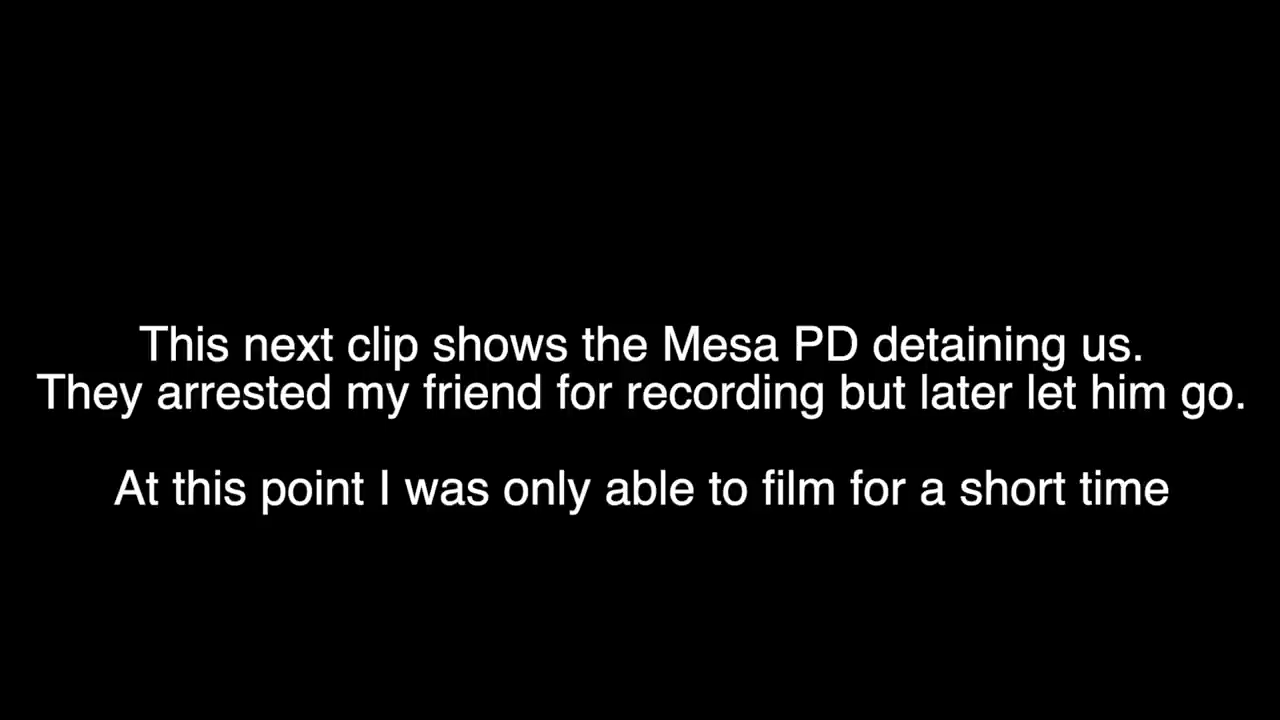 This next clip shows the Mesa PD detaining us.
They arrested my friend for recording but later let him go.
At this point I was only able to film for a short time